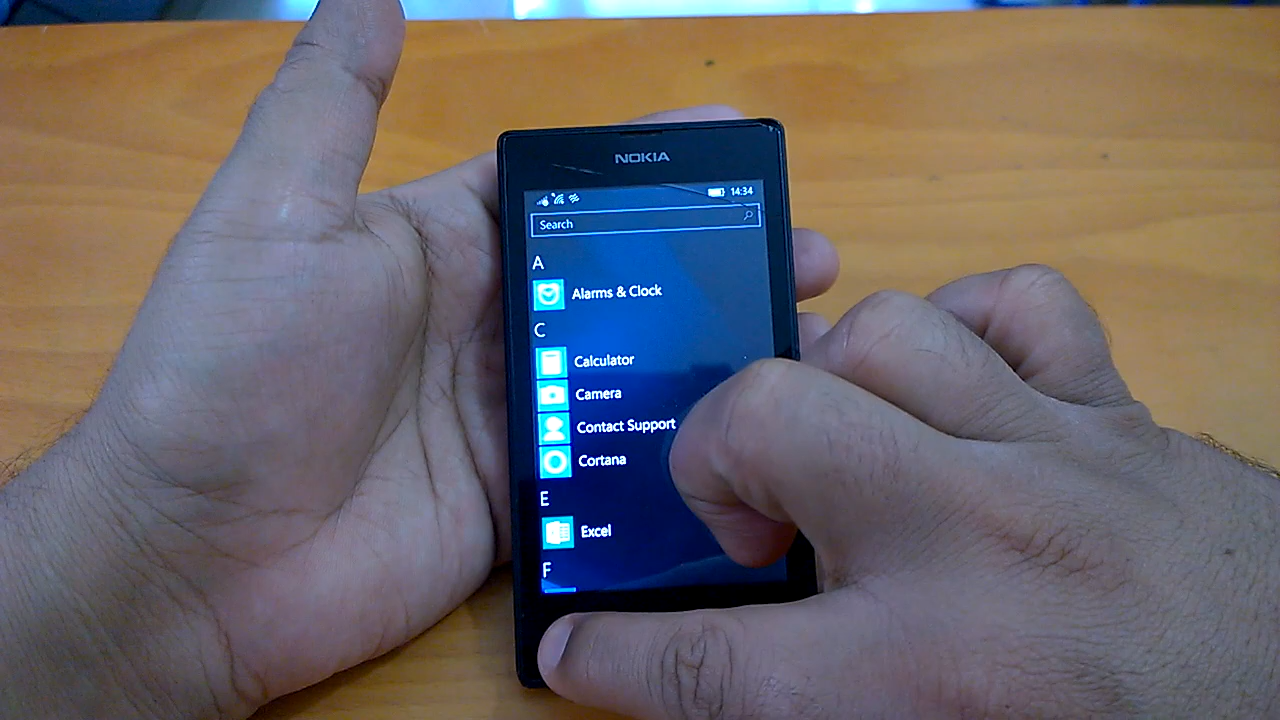 NOKIA
14:34
Search
A
Alarms & Clock
C
Calculator
Camera
Contact Support
Cortana
E
Excel
F